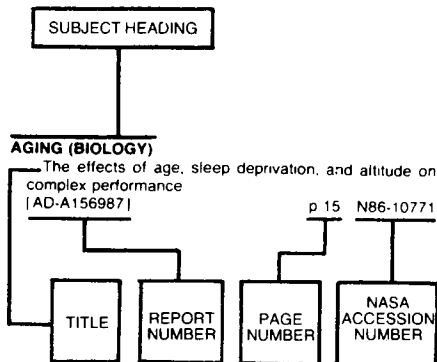 SUBJECT HEADING
AGING (BIOLOGY)
The effects of age, sleep deprivation, and altitude on
complex performance
[AD-A156987] p 15 N86-10771
TITLE
REPORT
NUMBER
PAGE
NUMBER
NASA
ACCESSION
NUMBER